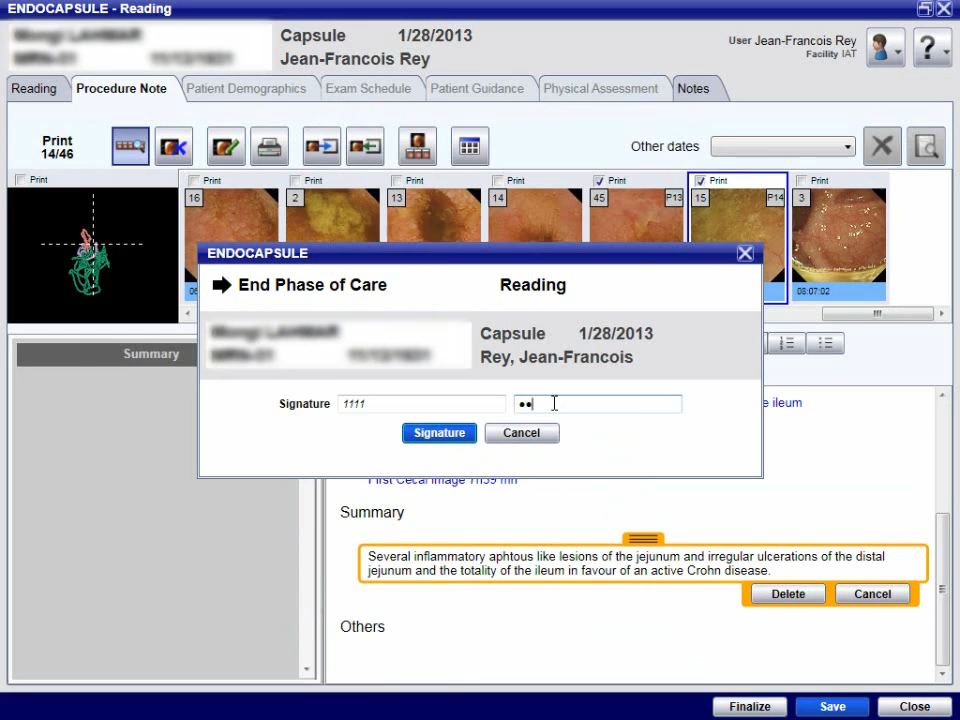 ENDOCAPSULE - Reading
Capsule 1/28/2013
Jean-Francois Rey
User Jean-Francois Rey
Facility IAT
?
Reading Procedure Note Patient Demographics Exam Schedule Patient Guidance Physical Assessment Notes
Print
14/46
Other dates
Print Print Print Print Print Print Print Print
16 2 13 14 45 P13 15 P14 3
08:07:02
ENDOCAPSULE
End Phase of Care Reading
Capsule 1/28/2013
Rey, Jean-Francois
Signature 1111 ••
Signature Cancel
Summary
ileum
First Cecal image 7h39 mn
Summary
Several inflammatory aphtous like lesions of the jejunum and irregular ulcerations of the distal
jejunum and the totality of the ileum in favour of an active Crohn disease.
Delete Cancel
Others
Finalize Save Close